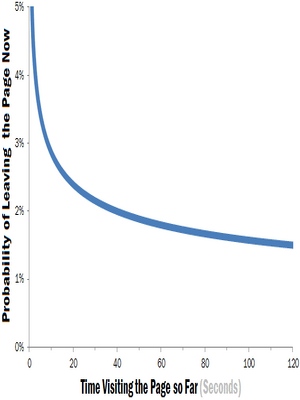 5%
4%
3%
2%
1%
0%
Probability of Leaving the Page Now
0 20 40 60 80 100 120
Time Visiting the Page so Far (Seconds)